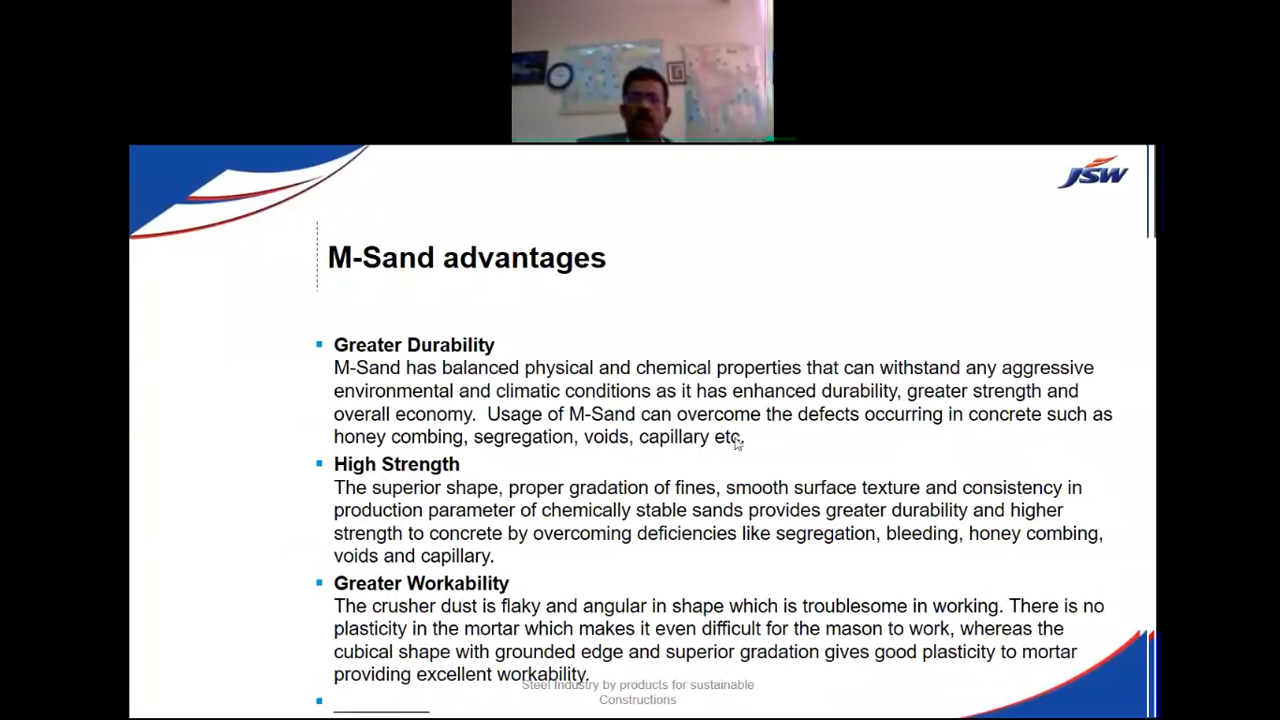 JSW
M-Sand advantages
Greater Durability
M-Sand has balanced physical and chemical properties that can withstand any aggressive
environmental and climatic conditions as it has enhanced durability, greater strength and
overall economy.  Usage of M-Sand can overcome the defects occurring in concrete such as
honey combing, segregation, voids, capillary etc.
High Strength
The superior shape, proper gradation of fines, smooth surface texture and consistency in
production parameter of chemically stable sands provides greater durability and higher
strength to concrete by overcoming deficiencies like segregation, bleeding, honey combing,
voids and capillary.
Greater Workability
The crusher dust is flaky and angular in shape which is troublesome in working. There is no
plasticity in the mortar which makes it even difficult for the mason to work, whereas the
cubical shape with grounded edge and superior gradation gives good plasticity to mortar
providing excellent workability.
Steel Industry by products for sustainable
Constructions